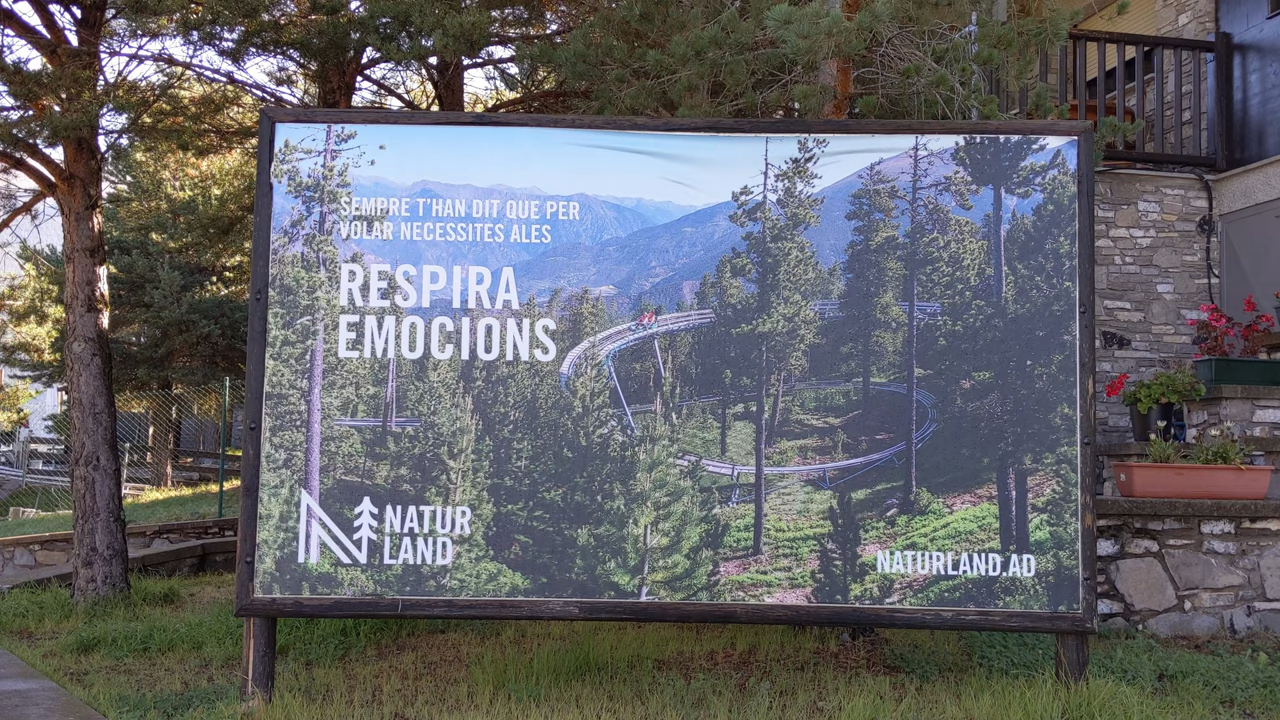 SEMPRE T'HAN DIT QUE PER
VOLAR NECESSITES ALES
RESPIRA
EMOCIONS
NATUR
LAND
NATURLAND.AD